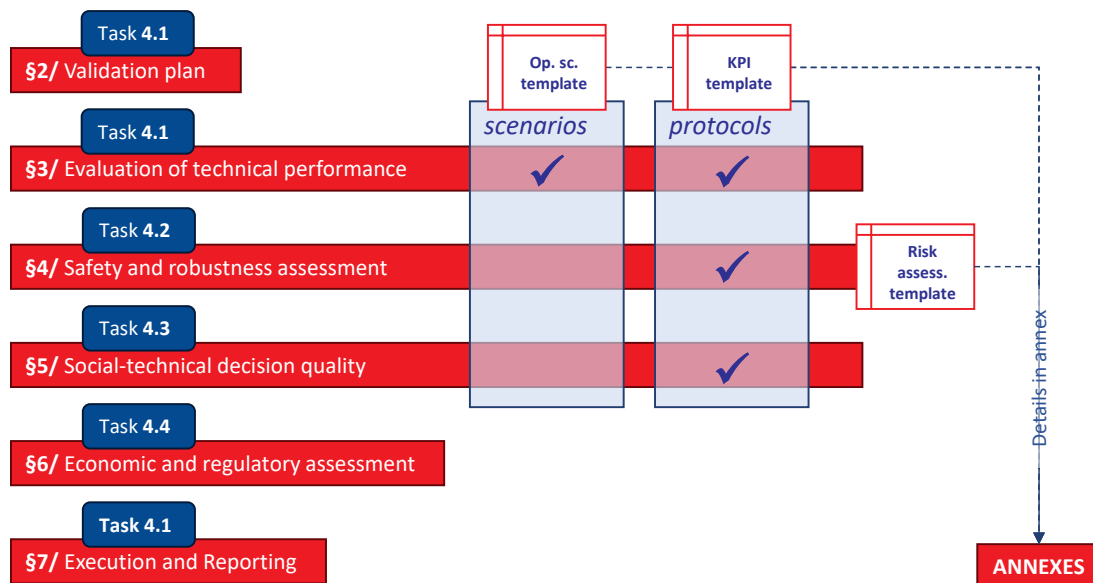 Task 4.1
§2/ Validation plan
Op. sc.
template
KPI
template
scenarios
protocols
Task 4.1
§3/ Evaluation of technical performance
Task 4.2
§4/ Safety and robustness assessment
Risk
assess.
template
Task 4.3
§5/ Social-technical decision quality
Details in annex
Task 4.4
§6/ Economic and regulatory assessment
Task 4.1
§7/ Execution and Reporting
ANNEXES